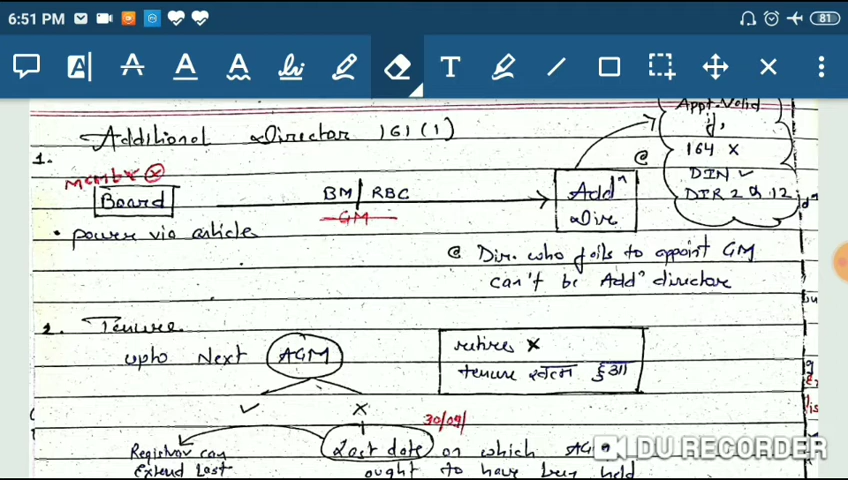 6:51 PM
81
T
Appt. Valid
if,
Additional Director 161(1)
1.
164 X
@
DIN ✓
DIR 2 & 12
Member ⓧ
Board
BM | RBC
GM
Addⁿ
Dire
• power via article
@ Dir. who fails to appoint GM
can't be Addⁿ director
2. Tenure
upto Next AGM
retires ✗
tenure खत्म हुआ
✓ ✗
30/09/
Registrar can
Extend Last
Last date on which AGM
ought to have been held
DU RECORDER